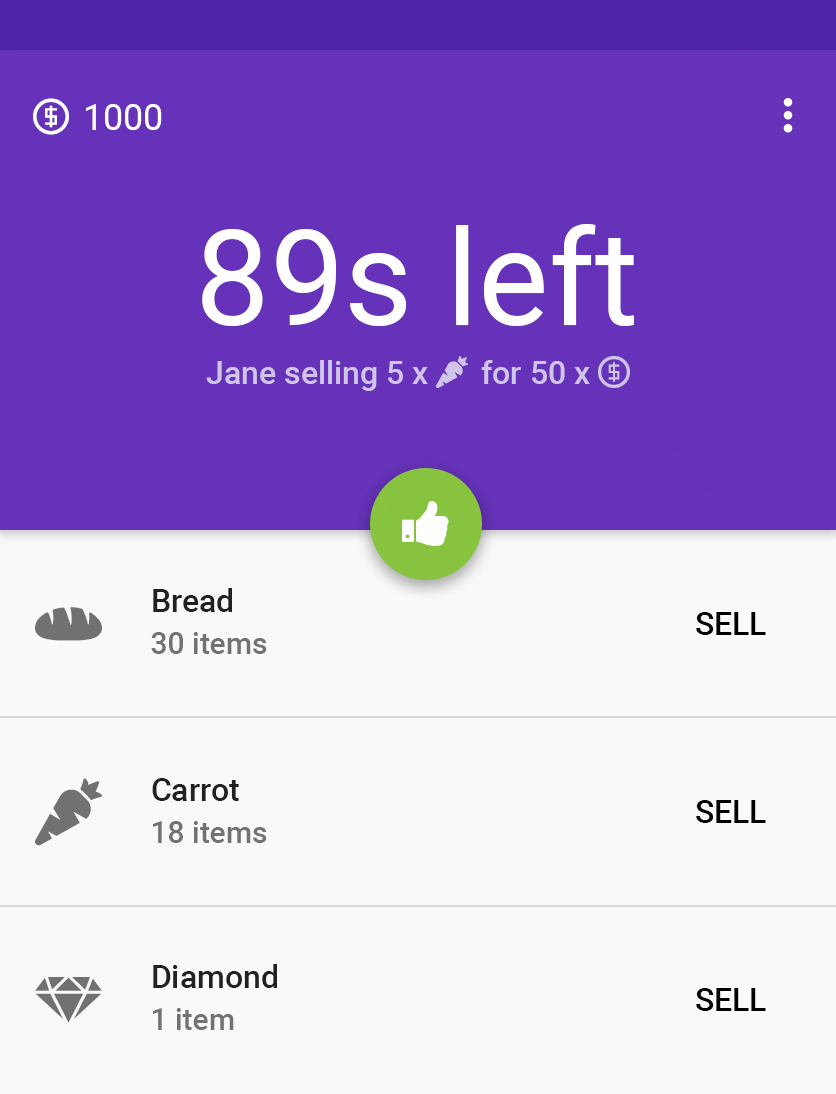 1000
89s left
Jane selling 5 x for 50 x
Bread
30 items
SELL
Carrot
18 items
SELL
Diamond
1 item
SELL